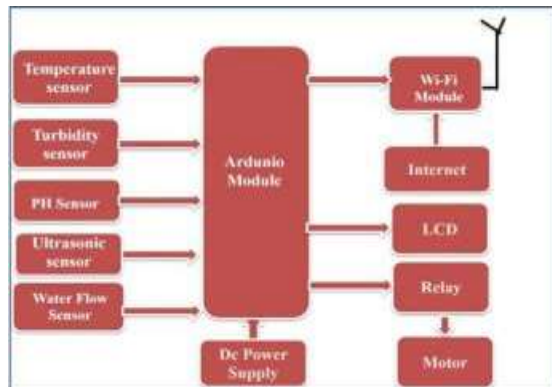 Temperature
sensor
Turbidity
sensor
PH Sensor
Ultrasonic
sensor
Water Flow
Sensor
Ardunio
Module
Dc Power
Supply
Wi-Fi
Module
Internet
LCD
Relay
Motor